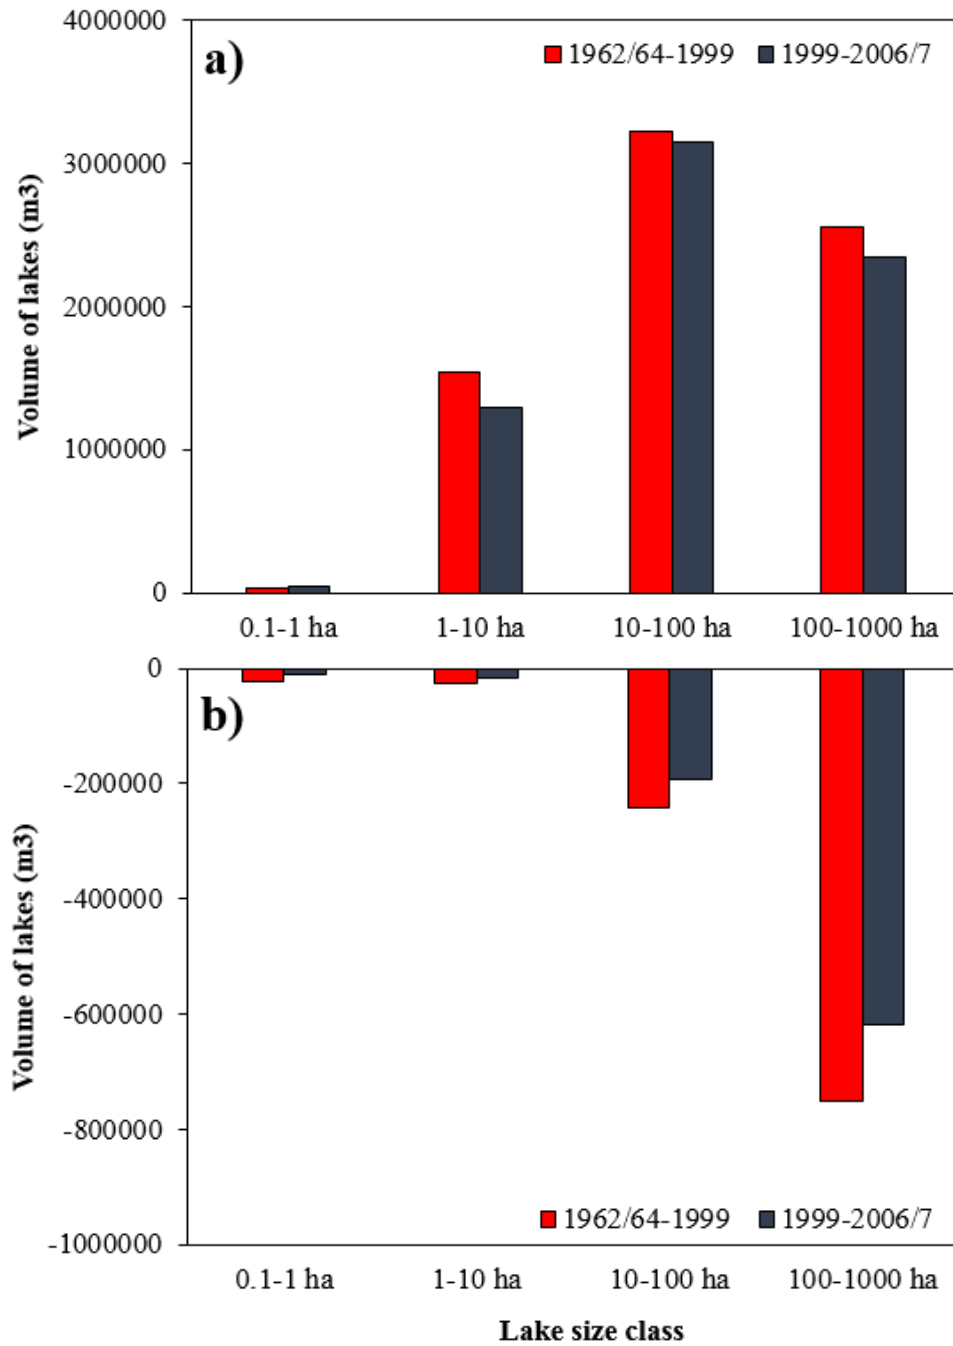 4000000
a)
1962/64-1999
1999-2006/7
3000000
2000000
1000000
0
Volume of lakes (m3)
0.1-1 ha
1-10 ha
10-100 ha
100-1000 ha
0
b)
-200000
-400000
-600000
-800000
-1000000
Volume of lakes (m3)
1962/64-1999
1999-2006/7
0.1-1 ha
1-10 ha
10-100 ha
100-1000 ha
Lake size class